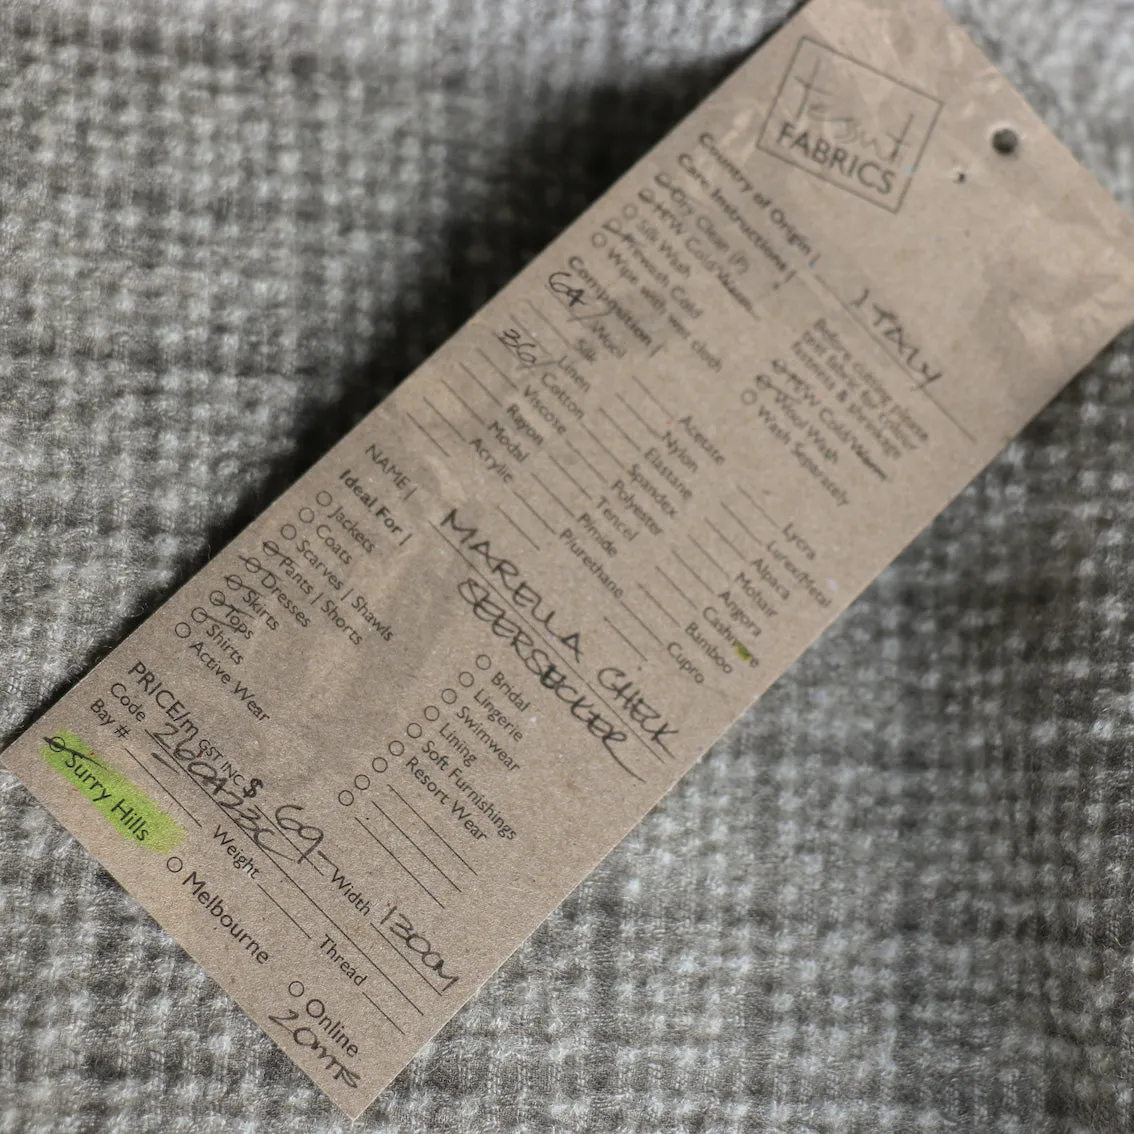 Tessuti
FABRICS
Country of Origin | ITALY
Care Instructions |
Dry Clean (P)
H/W Cold/Warm
Silk Wash
Prewash Cold
Wipe with wet cloth
Before cutting please
test fabric for colour
fastness & shrinkage
H/W Cold/Warm
Wool Wash
Wash Separately
Composition |
64/ Wool
Silk
Linen
36/ Cotton
Viscose
Rayon
Modal
Acrylic
Acetate
Nylon
Elastane
Spandex
Polyester
Tencel
Pinside
Plurethane
Lycra
Lurex/Metal
Alpaca
Mohair
Angora
Cashmere
Bamboo
Cupro
NAME | MARELLA CHECK
SEERSUCKER
Ideal For |
Jackets
Coats
Scarves | Shawls
Pants | Shorts
Dresses
Skirts
Tops
Shirts
Active Wear
Bridal
Lingerie
Swimwear
Lining
Soft Furnishings
Resort Wear
PRICE/m GST INC $ 69- Width 130cm
Code Weight Thread
Bay #
Surry Hills Melbourne Online
20mts